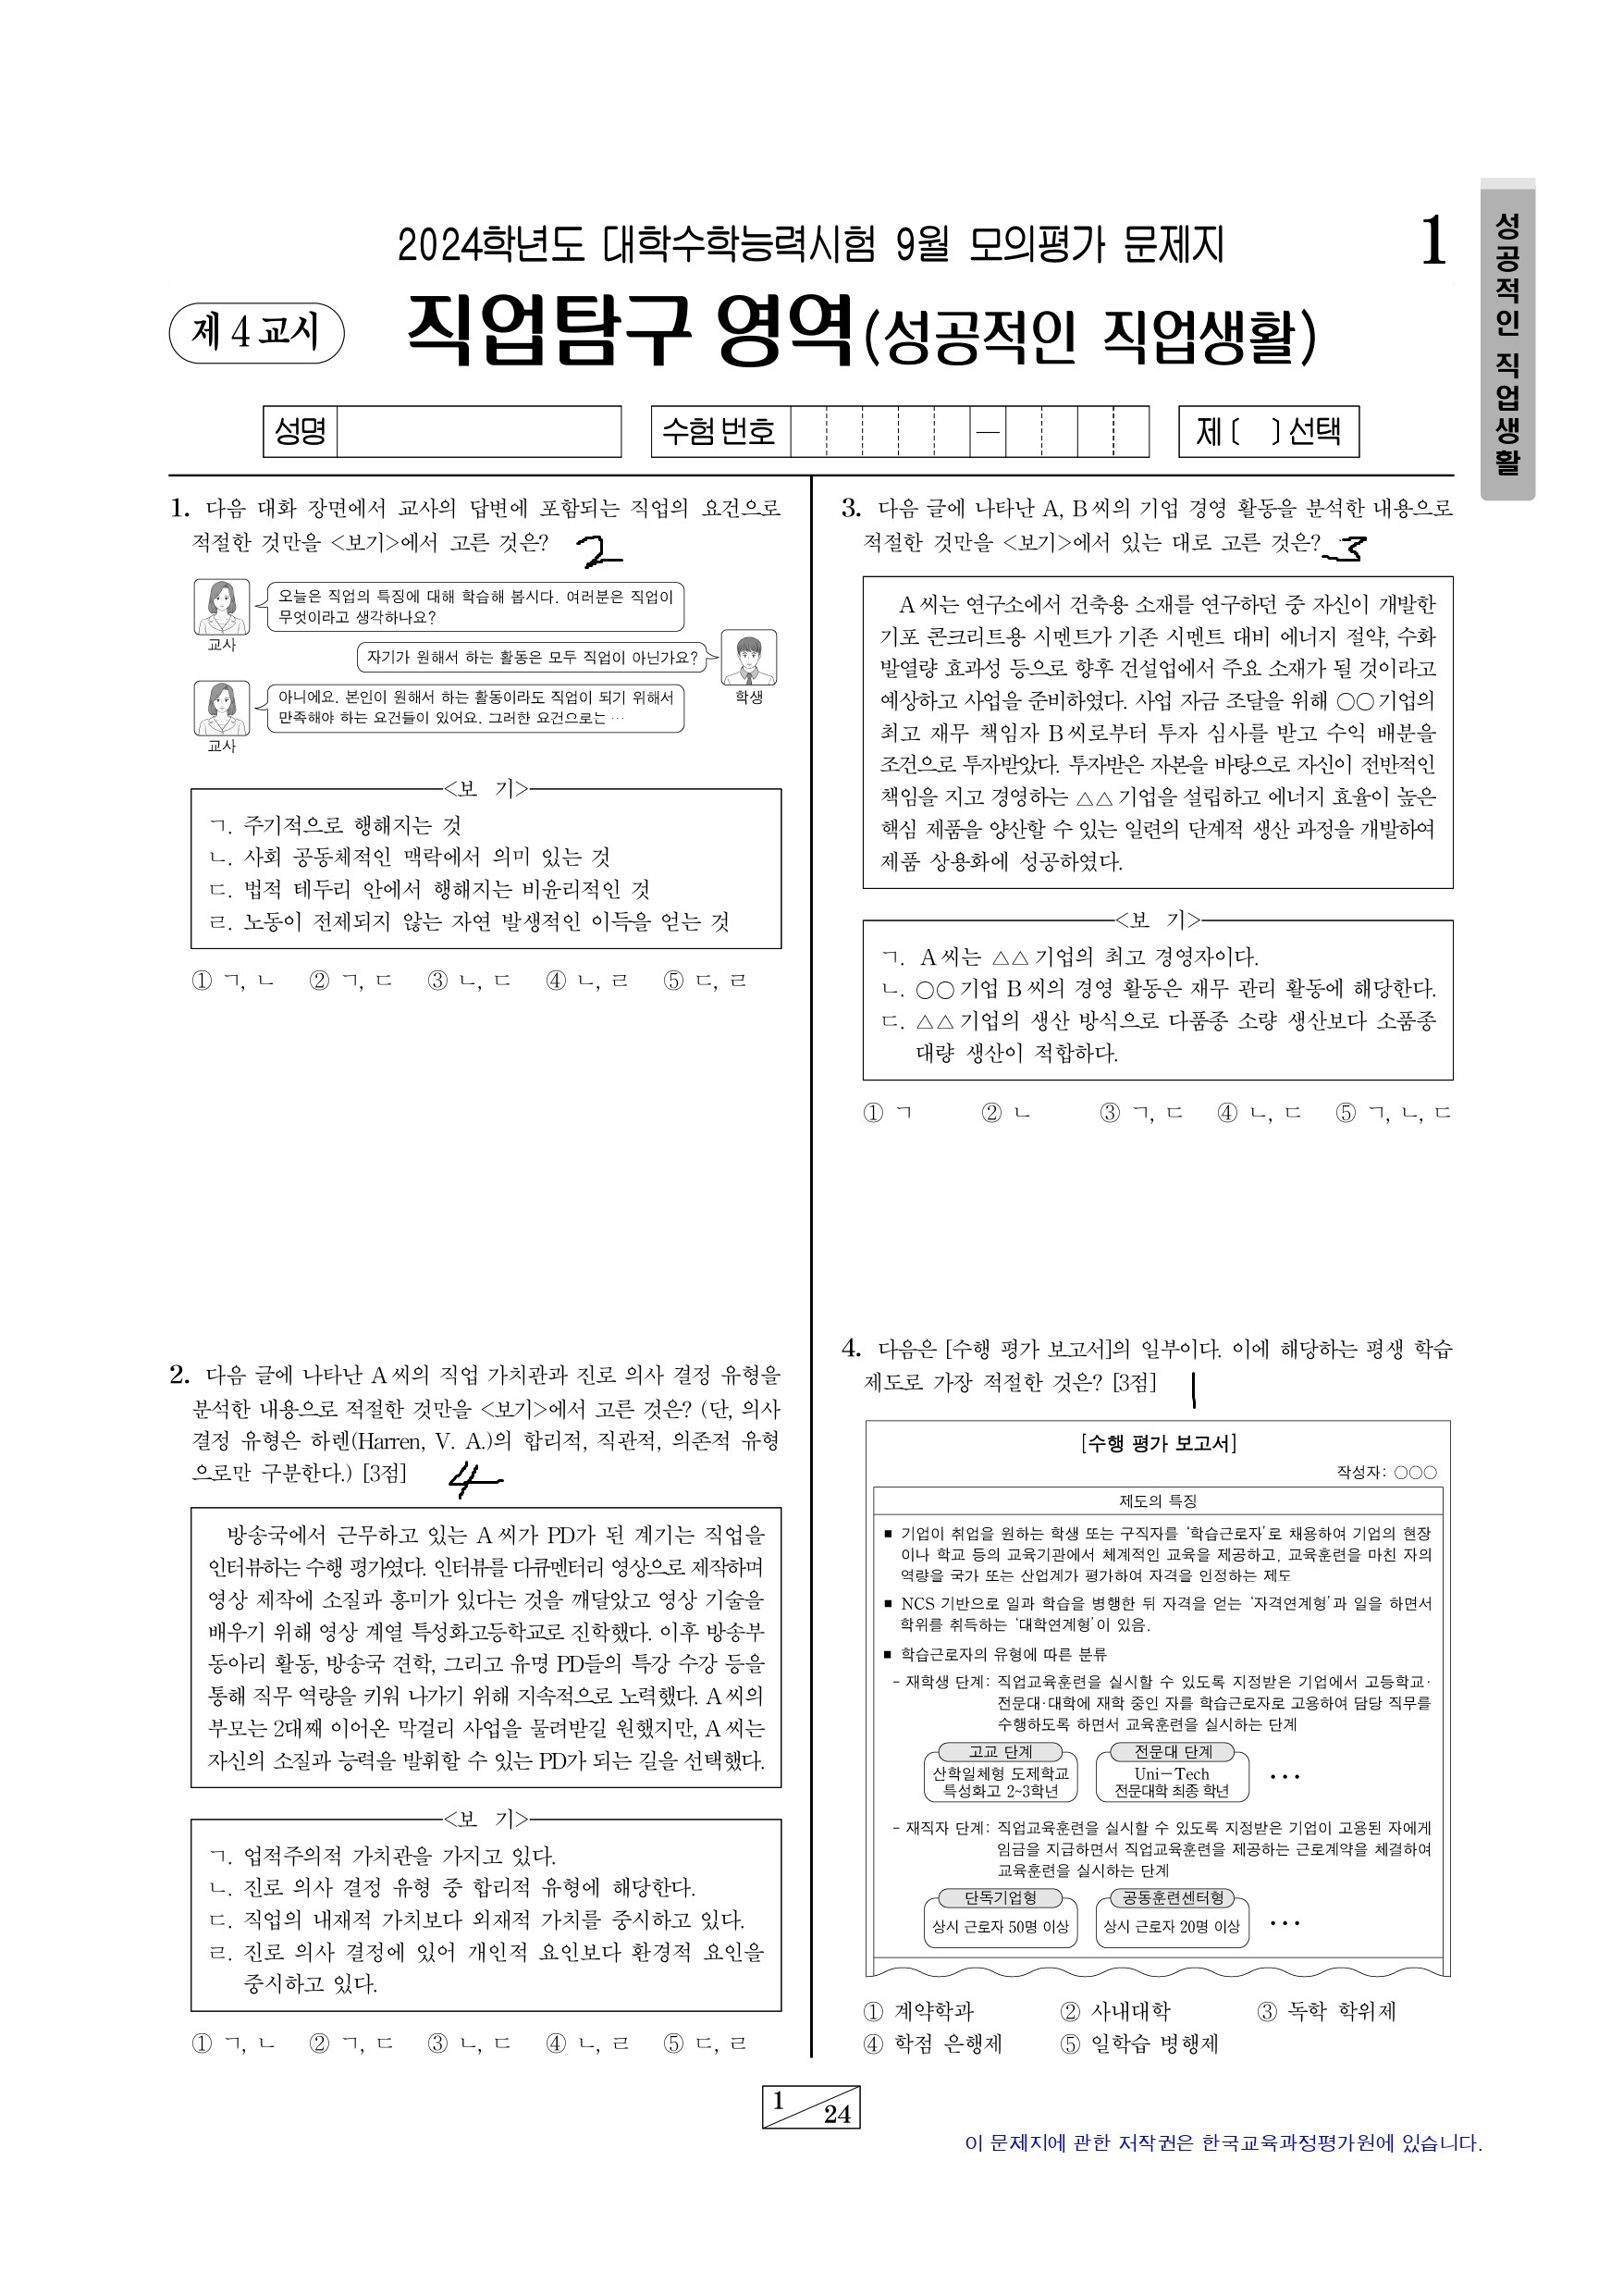 2024학년도 대학수학능력시험 9월 모의평가 문제지
1
성공적인 직업생활
제 4 교시
직업탐구 영역(성공적인 직업생활)
성명
수험 번호
—
제 〔 〕 선택
1. 다음 대화 장면에서 교사의 답변에 포함되는 직업의 요건으로
적절한 것만을 <보기>에서 고른 것은? 2
오늘은 직업의 특징에 대해 학습해 봅시다. 여러분은 직업이
무엇이라고 생각하나요?
교사
자기가 원해서 하는 활동은 모두 직업이 아닌가요?
학생
아니에요. 본인이 원해서 하는 활동이라도 직업이 되기 위해서
만족해야 하는 요건들이 있어요. 그러한 요건으로는 …
교사
<보 기>
ㄱ. 주기적으로 행해지는 것
ㄴ. 사회 공동체적인 맥락에서 의미 있는 것
ㄷ. 법적 테두리 안에서 행해지는 비윤리적인 것
ㄹ. 노동이 전제되지 않는 자연 발생적인 이득을 얻는 것
① ㄱ, ㄴ ② ㄱ, ㄷ ③ ㄴ, ㄷ ④ ㄴ, ㄹ ⑤ ㄷ, ㄹ
2. 다음 글에 나타난 A 씨의 직업 가치관과 진로 의사 결정 유형을
분석한 내용으로 적절한 것만을 <보기>에서 고른 것은? (단, 의사
결정 유형은 하렌(Harren, V. A.)의 합리적, 직관적, 의존적 유형
으로만 구분한다.) [3점] 4
방송국에서 근무하고 있는 A 씨가 PD가 된 계기는 직업을
인터뷰하는 수행 평가였다. 인터뷰를 다큐멘터리 영상으로 제작하며
영상 제작에 소질과 흥미가 있다는 것을 깨달았고 영상 기술을
배우기 위해 영상 계열 특성화고등학교로 진학했다. 이후 방송부
동아리 활동, 방송국 견학, 그리고 유명 PD들의 특강 수강 등을
통해 직무 역량을 키워 나가기 위해 지속적으로 노력했다. A 씨의
부모는 2대째 이어온 막걸리 사업을 물려받길 원했지만, A 씨는
자신의 소질과 능력을 발휘할 수 있는 PD가 되는 길을 선택했다.
<보 기>
ㄱ. 업적주의적 가치관을 가지고 있다.
ㄴ. 진로 의사 결정 유형 중 합리적 유형에 해당한다.
ㄷ. 직업의 내재적 가치보다 외재적 가치를 중시하고 있다.
ㄹ. 진로 의사 결정에 있어 개인적 요인보다 환경적 요인을
중시하고 있다.
① ㄱ, ㄴ ② ㄱ, ㄷ ③ ㄴ, ㄷ ④ ㄴ, ㄹ ⑤ ㄷ, ㄹ
3. 다음 글에 나타난 A, B 씨의 기업 경영 활동을 분석한 내용으로
적절한 것만을 <보기>에서 있는 대로 고른 것은? 3
A 씨는 연구소에서 건축용 소재를 연구하던 중 자신이 개발한
기포 콘크리트용 시멘트가 기존 시멘트 대비 에너지 절약, 수화
발열량 효과성 등으로 향후 건설업에서 주요 소재가 될 것이라고
예상하고 사업을 준비하였다. 사업 자금 조달을 위해 ○○ 기업의
최고 재무 책임자 B 씨로부터 투자 심사를 받고 수익 배분을
조건으로 투자받았다. 투자받은 자본을 바탕으로 자신이 전반적인
책임을 지고 경영하는 △△ 기업을 설립하고 에너지 효율이 높은
핵심 제품을 양산할 수 있는 일련의 단계적 생산 과정을 개발하여
제품 상용화에 성공하였다.
<보 기>
ㄱ. A 씨는 △△ 기업의 최고 경영자이다.
ㄴ. ○○ 기업 B 씨의 경영 활동은 재무 관리 활동에 해당한다.
ㄷ. △△ 기업의 생산 방식으로 다품종 소량 생산보다 소품종
대량 생산이 적합하다.
① ㄱ ② ㄴ ③ ㄱ, ㄷ ④ ㄴ, ㄷ ⑤ ㄱ, ㄴ, ㄷ
4. 다음은 [수행 평가 보고서]의 일부이다. 이에 해당하는 평생 학습
제도로 가장 적절한 것은? [3점] 1
[수행 평가 보고서]
작성자: ○○○
제도의 특징
■ 기업이 취업을 원하는 학생 또는 구직자를 ‘학습근로자’로 채용하여 기업의 현장
이나 학교 등의 교육기관에서 체계적인 교육을 제공하고, 교육훈련을 마친 자의
역량을 국가 또는 산업계가 평가하여 자격을 인정하는 제도
■ NCS 기반으로 일과 학습을 병행한 뒤 자격을 얻는 ‘자격연계형’과 일을 하면서
학위를 취득하는 ‘대학연계형’이 있음.
■ 학습근로자의 유형에 따른 분류
- 재학생 단계: 직업교육훈련을 실시할 수 있도록 지정받은 기업에서 고등학교·
전문대·대학에 재학 중인 자를 학습근로자로 고용하여 담당 직무를
수행하도록 하면서 교육훈련을 실시하는 단계
고교 단계 전문대 단계
산학일체형 도제학교 Uni-Tech …
특성화고 2~3학년 전문대학 최종 학년
- 재직자 단계: 직업교육훈련을 실시할 수 있도록 지정받은 기업이 고용된 자에게
임금을 지급하면서 직업교육훈련을 제공하는 근로계약을 체결하여
교육훈련을 실시하는 단계
단독기업형 공동훈련센터형
상시 근로자 50명 이상 상시 근로자 20명 이상 …
① 계약학과 ② 사내대학 ③ 독학 학위제
④ 학점 은행제 ⑤ 일학습 병행제
1 24
이 문제지에 관한 저작권은 한국교육과정평가원에 있습니다.